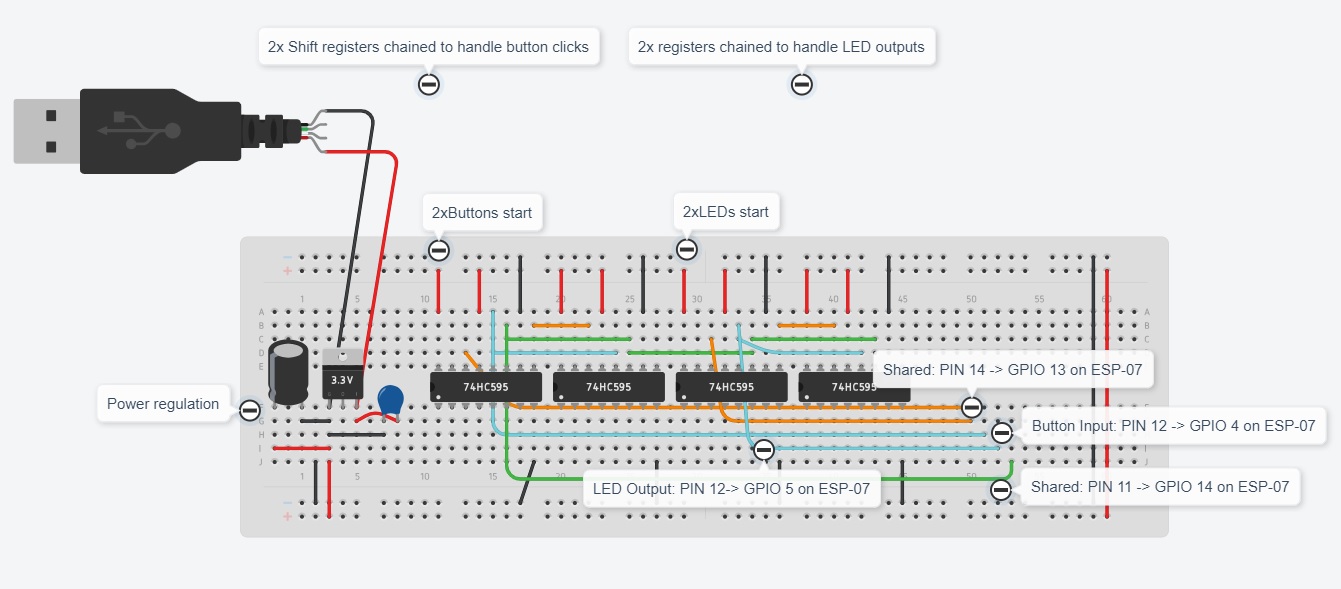 2x Shift registers chained to handle button clicks
2x registers chained to handle LED outputs
2xButtons start
2xLEDs start
1 5 10 15 20 25 30 35 40 45 50 55 60
A A
B B
C C
D
E
3.3V
74HC595 74HC595 74HC595 74HC595
Shared: PIN 14 -> GPIO 13 on ESP-07
Power regulation
Button Input: PIN 12 -> GPIO 4 on ESP-07
G
H
I
J J
1 5 10 15
LED Output: PIN 12-> GPIO 5 on ESP-07
Shared: PIN 11 -> GPIO 14 on ESP-07